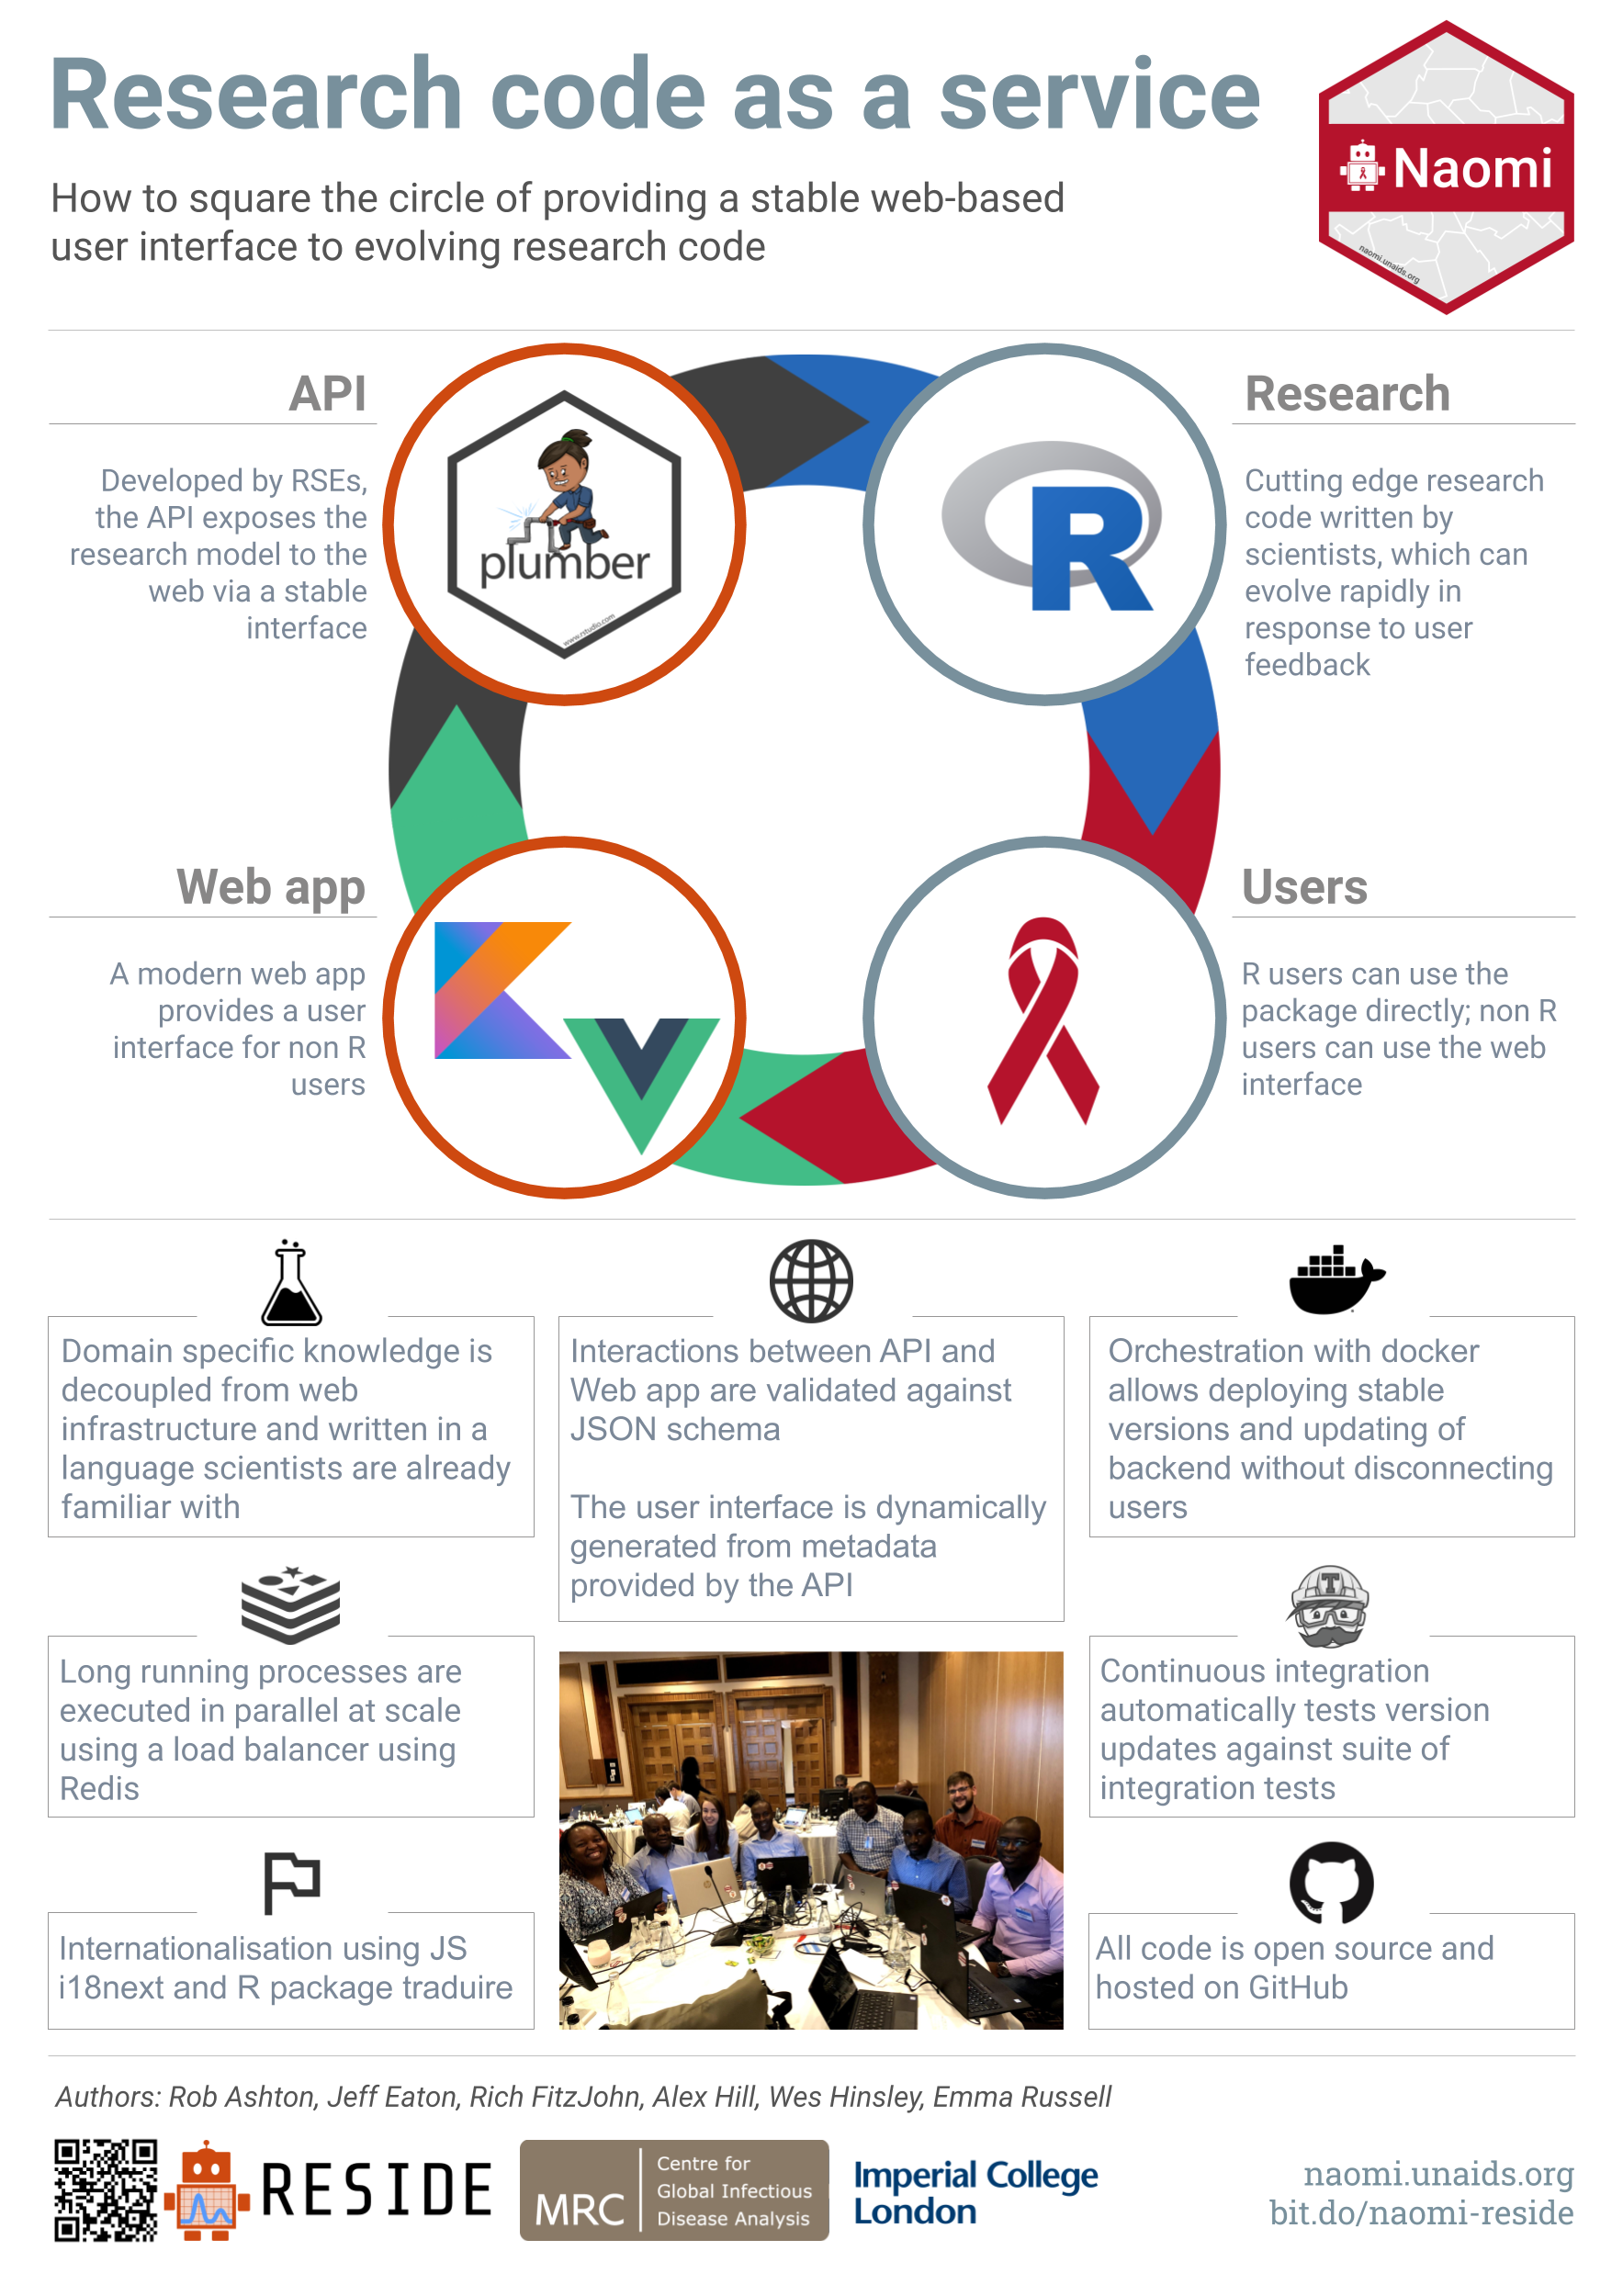 Research code as a service
How to square the circle of providing a stable web-based
user interface to evolving research code
Naomi
naomi.unaids.org
API
Developed by RSEs,
the API exposes the
research model to the
web via a stable
interface
plumber
www.rstudio.com
R
Research
Cutting edge research
code written by
scientists, which can
evolve rapidly in
response to user
feedback
Web app
A modern web app
provides a user
interface for non R
users
Users
R users can use the
package directly; non R
users can use the web
interface
Domain specific knowledge is
decoupled from web
infrastructure and written in a
language scientists are already
familiar with
Interactions between API and
Web app are validated against
JSON schema
The user interface is dynamically
generated from metadata
provided by the API
Orchestration with docker
allows deploying stable
versions and updating of
backend without disconnecting
users
Long running processes are
executed in parallel at scale
using a load balancer using
Redis
T
Continuous integration
automatically tests version
updates against suite of
integration tests
Internationalisation using JS
i18next and R package traduire
All code is open source and
hosted on GitHub
Authors: Rob Ashton, Jeff Eaton, Rich FitzJohn, Alex Hill, Wes Hinsley, Emma Russell
RESIDE
MRC
Centre for
Global Infectious
Disease Analysis
Imperial College
London
naomi.unaids.org
bit.do/naomi-reside